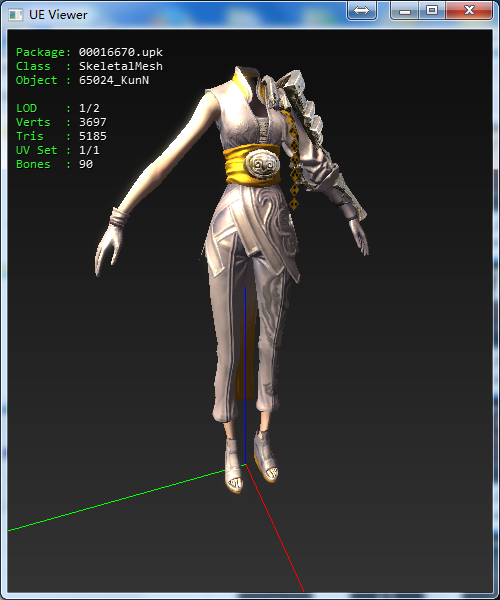 UE Viewer
Package: 00016670.upk
Class : SkeletalMesh
Object : 65024_KunN
LOD : 1/2
Verts : 3697
Tris : 5185
UV Set : 1/1
Bones : 90